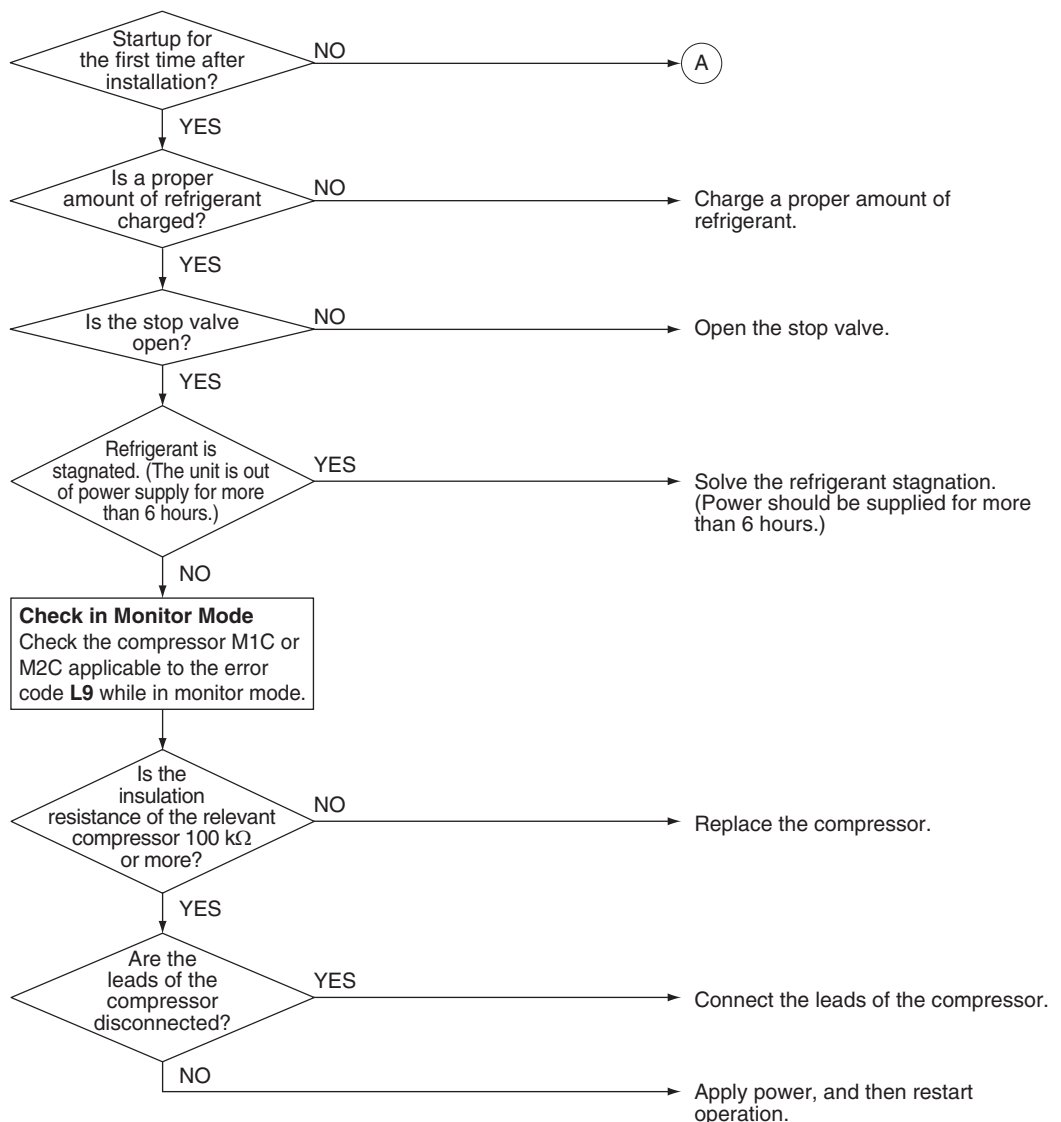 Startup for
the first time after
installation?
NO
A
YES
Is a proper
amount of refrigerant
charged?
NO
Charge a proper amount of
refrigerant.
YES
Is the stop valve
open?
NO
Open the stop valve.
YES
Refrigerant is
stagnated. (The unit is out
of power supply for more
than 6 hours.)
YES
Solve the refrigerant stagnation.
(Power should be supplied for more
than 6 hours.)
NO
Check in Monitor Mode
Check the compressor M1C or
M2C applicable to the error
code L9 while in monitor mode.
Is the
insulation
resistance of the relevant
compressor 100 kΩ
or more?
NO
Replace the compressor.
YES
Are the
leads of the
compressor
disconnected?
YES
Connect the leads of the compressor.
NO
Apply power, and then restart
operation.